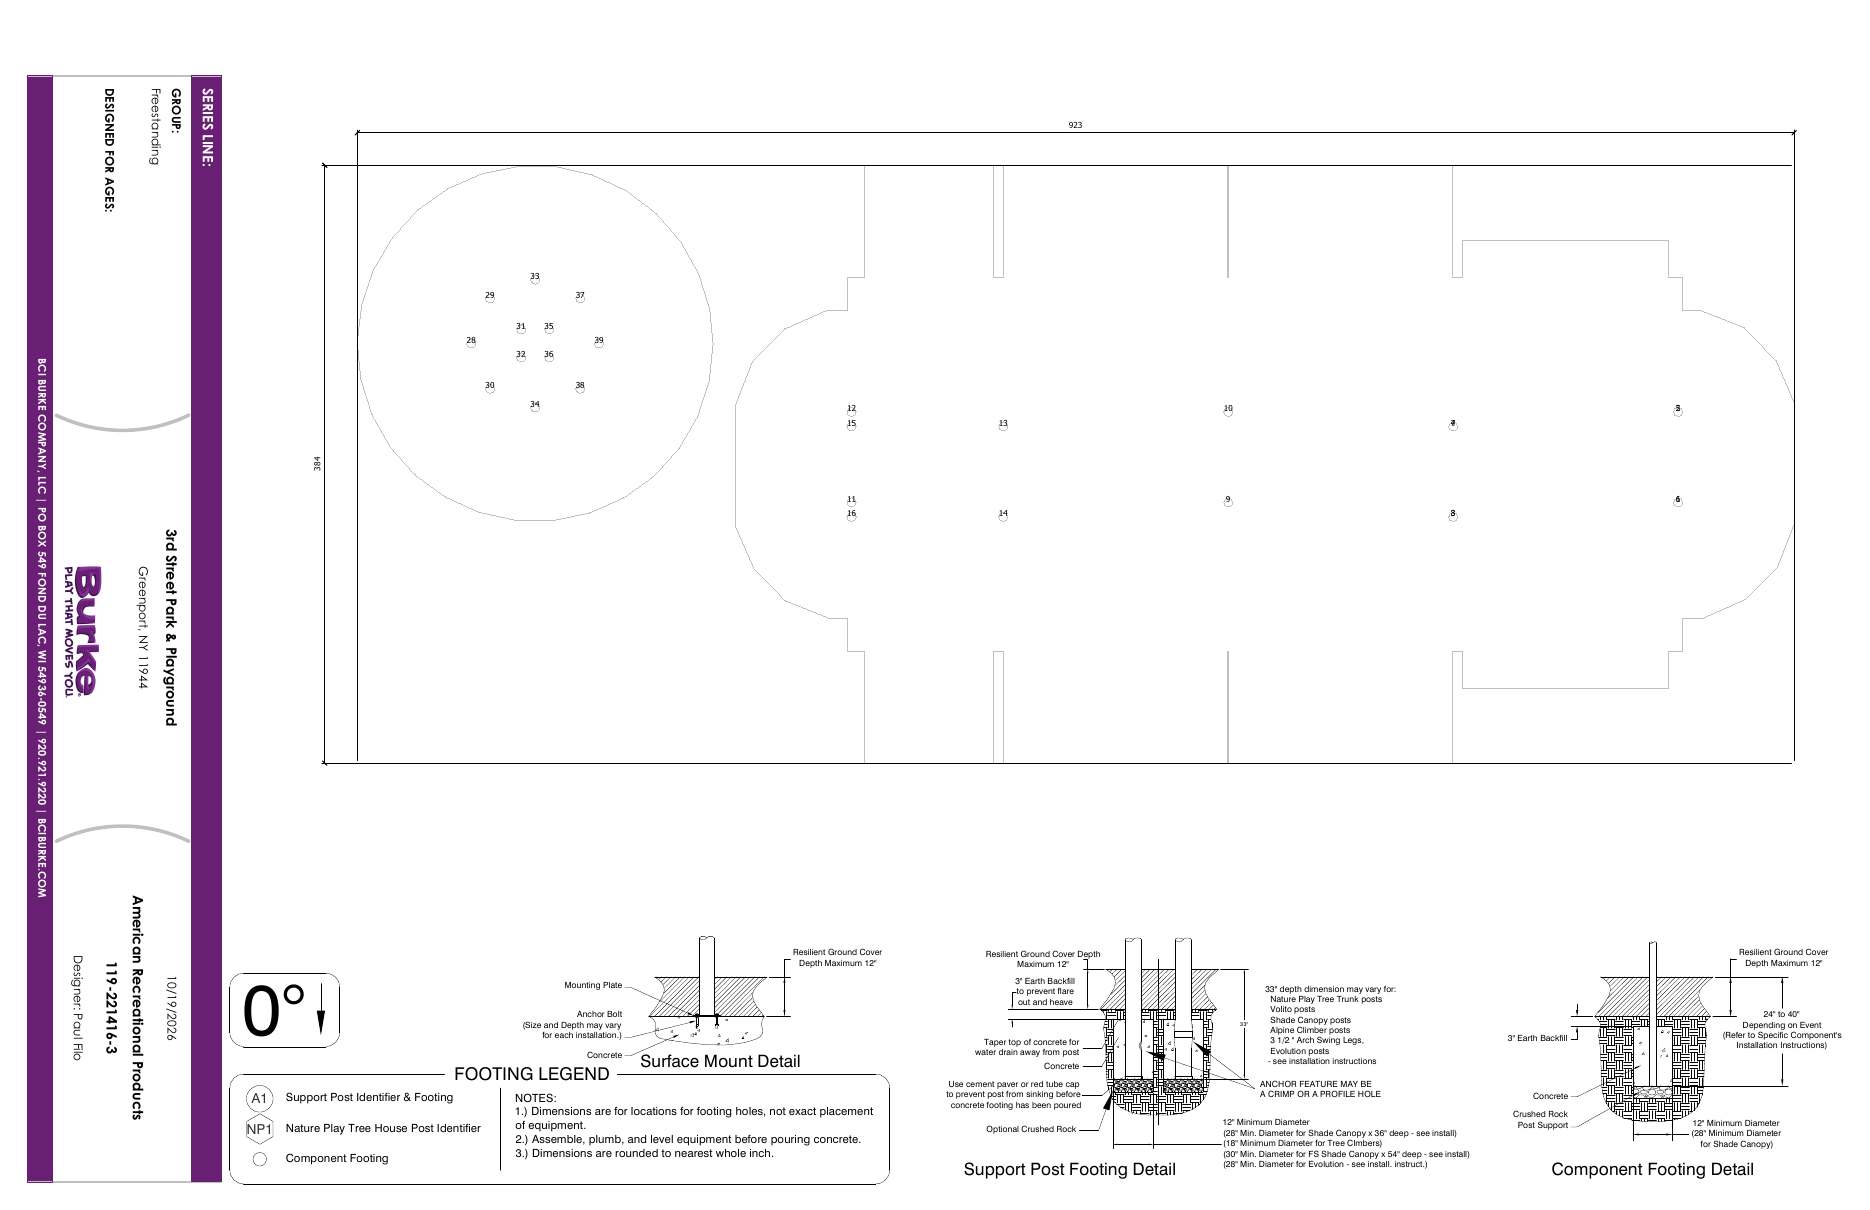 SERIES LINE:
GROUP:
Freestanding
DESIGNED FOR AGES:
3rd Street Park & Playground
Greenport, NY 11944
Burke
PLAY THAT MOVES YOU.
10/19/2026
American Recreational Products
119-221416-3
Designer: Paul Filo
BCI BURKE COMPANY, LLC | PO BOX 549 FOND DU LAC, WI 54936-0549 | 920.921.9220 | BCIBURKE.COM
923
384
33
29
37
31
35
28
39
32
36
30
38
34
12
15
13
10
11
16
14
9
0°
Mounting Plate
Anchor Bolt
(Size and Depth may vary
for each installation.)
Concrete
Resilient Ground Cover
Depth Maximum 12"
Surface Mount Detail
FOOTING LEGEND
A1
Support Post Identifier & Footing
NP1
Nature Play Tree House Post Identifier
Component Footing
NOTES:
1.) Dimensions are for locations for footing holes, not exact placement
of equipment.
2.) Assemble, plumb, and level equipment before pouring concrete.
3.) Dimensions are rounded to nearest whole inch.
Resilient Ground Cover Depth
Maximum 12"
3" Earth Backfill
to prevent flare
out and heave
Taper top of concrete for
water drain away from post
Concrete
Use cement paver or red tube cap
to prevent post from sinking before
concrete footing has been poured
Optional Crushed Rock
33"
33" depth dimension may vary for:
Nature Play Tree Trunk posts
Volito posts
Shade Canopy posts
Alpine Climber posts
3 1/2 " Arch Swing Legs.
Evolution posts
- see installation instructions
ANCHOR FEATURE MAY BE
A CRIMP OR A PROFILE HOLE
12" Minimum Diameter
(28" Min. Diameter for Shade Canopy x 36" deep - see install)
(18" Minimum Diameter for Tree Clmbers)
(30" Min. Diameter for FS Shade Canopy x 54" deep - see install)
(28" Min. Diameter for Evolution - see install. instruct.)
Support Post Footing Detail
Resilient Ground Cover
Depth Maximum 12"
24" to 40"
Depending on Event
(Refer to Specific Component's
Installation Instructions)
3" Earth Backfill
Concrete
Crushed Rock
Post Support
12" Minimum Diameter
(28" Minimum Diameter
for Shade Canopy)
Component Footing Detail